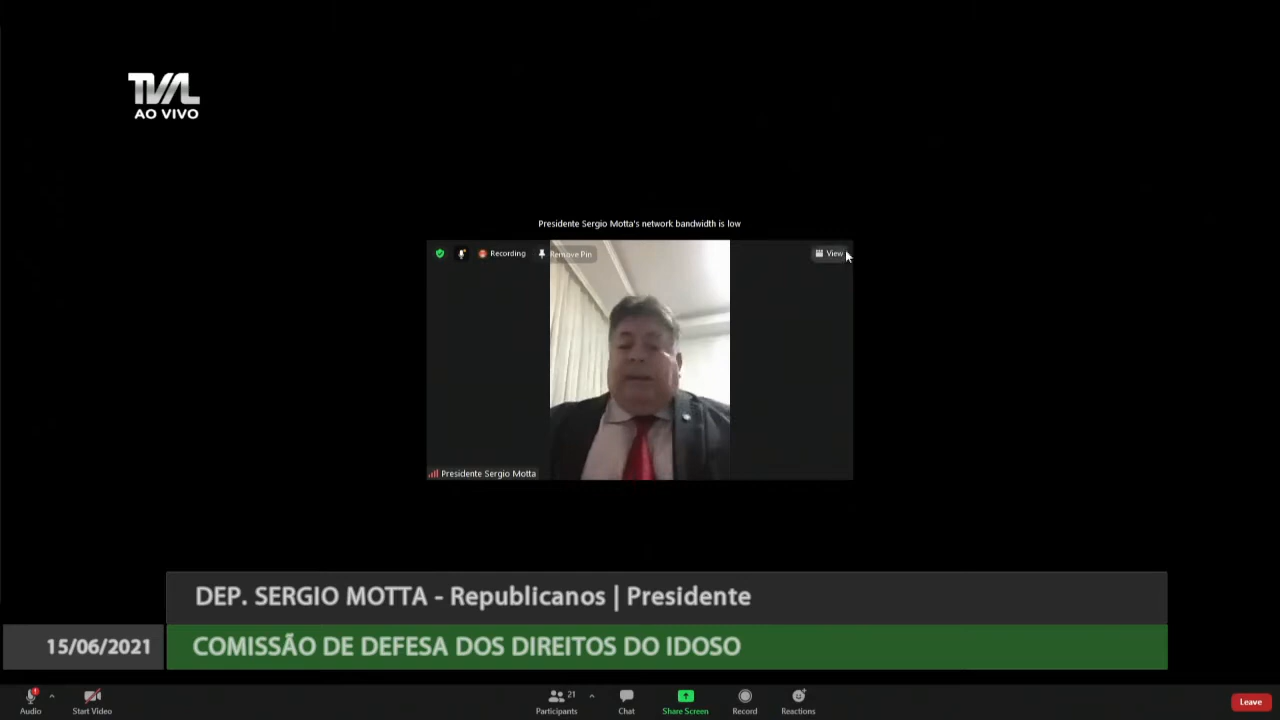 TVAL
AO VIVO
Presidente Sergio Motta's network bandwidth is low
Recording
Remove Pin
View
Presidente Sergio Motta
DEP. SERGIO MOTTA - Republicanos | Presidente
15/06/2021
COMISSÃO DE DEFESA DOS DIREITOS DO IDOSO
Audio
Start Video
21
Participants
Chat
Share Screen
Record
Reactions
Leave